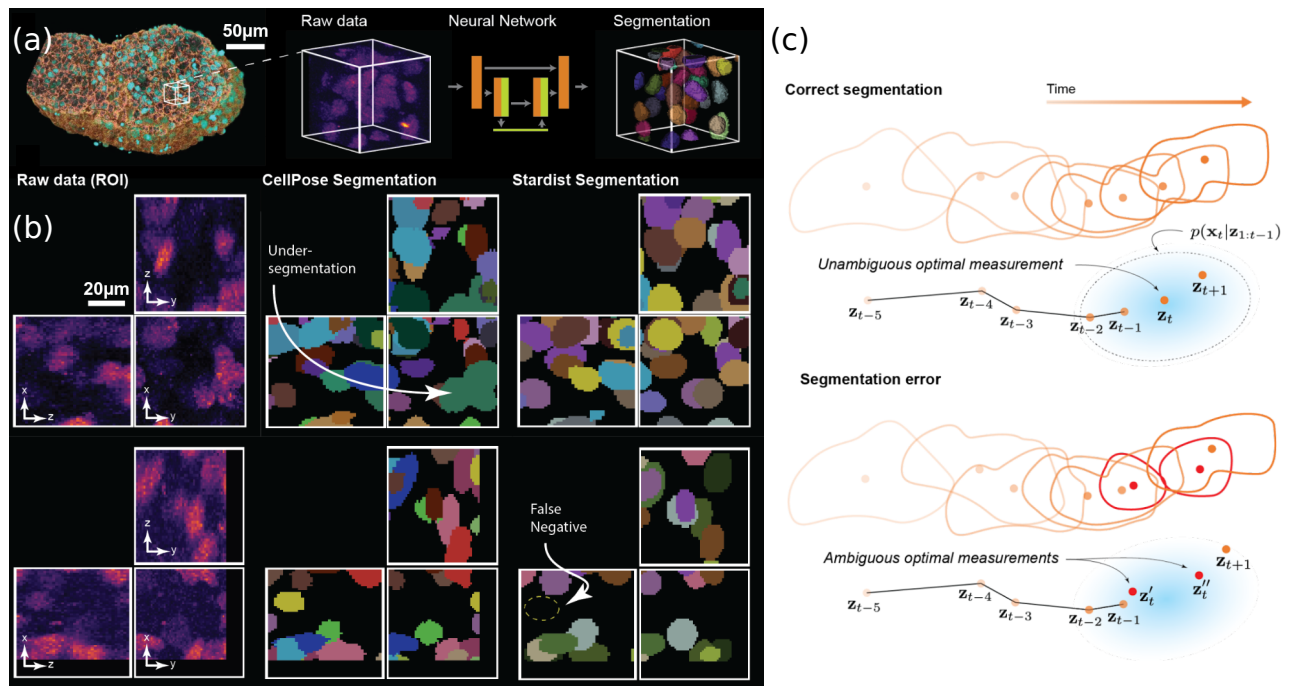 (a)
50μm
Raw data
Neural Network
Segmentation
Raw data (ROI)
CellPose Segmentation
Stardist Segmentation
(b)
20μm
z
y
Under-
segmentation
x
z
x
y
z
y
False
Negative
x
z
x
y
(c)
Correct segmentation
Time
p(x_t|z_{1:t−1})
Unambiguous optimal measurement
z_{t+1}
z_t
z_{t−5}
z_{t−4}
z_{t−3}
z_{t−2}
z_{t−1}
Segmentation error
Ambiguous optimal measurements
z_{t+1}
z_t′
z_t″
z_{t−5}
z_{t−4}
z_{t−3}
z_{t−2}
z_{t−1}